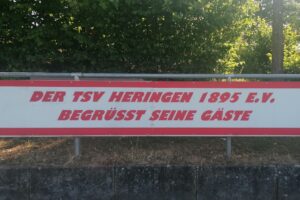 DER TSV HERINGEN 1895 E.V.
BEGRÜSST SEINE GÄSTE